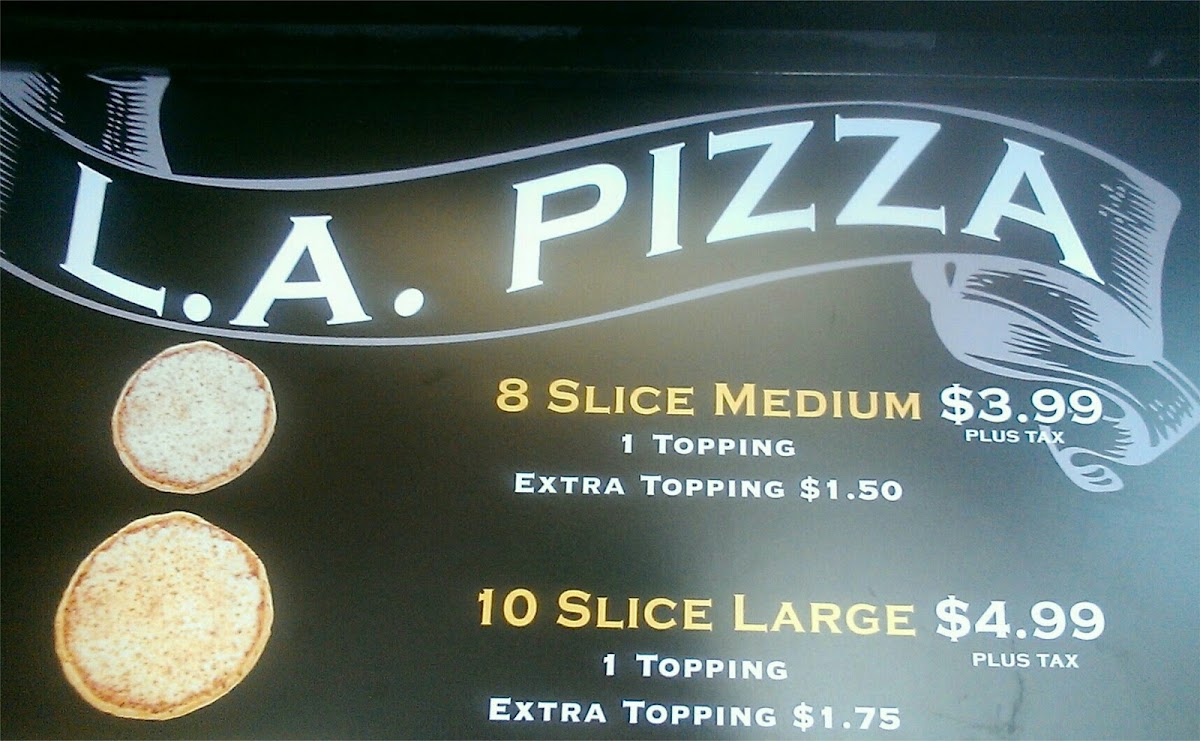 L.A. PIZZA
8 SLICE MEDIUM $3.99
PLUS TAX
1 TOPPING
EXTRA TOPPING $1.50
10 SLICE LARGE $4.99
PLUS TAX
1 TOPPING
EXTRA TOPPING $1.75